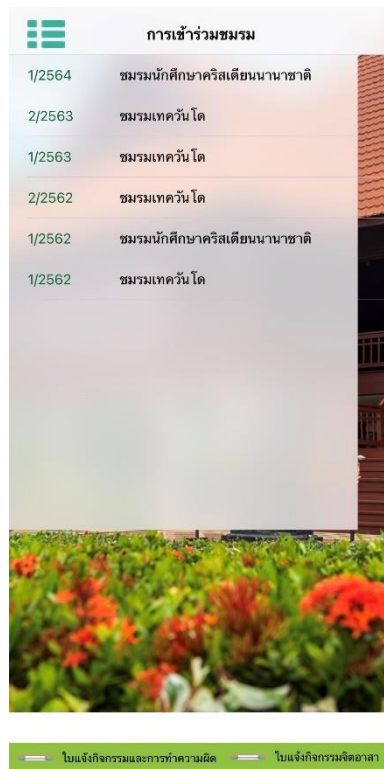 การเข้าร่วมชมรม
1/2564 ชมรมนักศึกษาคริสเตียนนานาชาติ
2/2563 ชมรมเทควันโด
1/2563 ชมรมเทควันโด
2/2562 ชมรมเทควันโด
1/2562 ชมรมนักศึกษาคริสเตียนนานาชาติ
1/2562 ชมรมเทควันโด
ใบแจ้งกิจกรรมและการทำความผิด ใบแจ้งกิจกรรมจิตอาสา